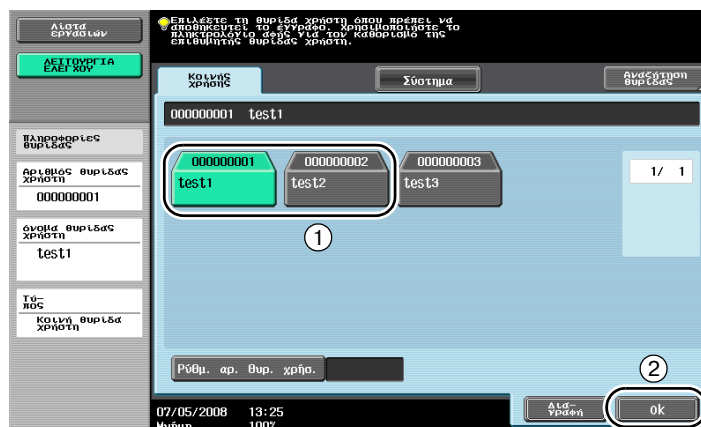 Λίστα
εργασιών
Επιλέξτε τη θυρίδα χρήστη όπου πρέπει να
αποθηκευτεί το έγγραφο. Χρησιμοποιήστε το
πληκτρολόγιο αφής για τον καθορισμό της
επιθυμητής θυρίδας χρήστη.
ΛΕΙΤΟΥΡΓΙΑ
ΕΛΕΓΧΟΥ
Κοινής
χρήσης
Σύστημα
Αναζήτηση
θυρίδας
000000001 test1
Πληροφορίες
θυρίδας
Αριθμός θυρίδας
χρήστη
000000001
όνομα θυρίδας
χρήστη
test1
Τύ-
πος
Κοινή θυρίδα
χρήστη
000000001 000000002 000000003
test1 test2 test3
1/ 1
1
Ρύθμ. αρ. θυρ. χρήσ.
2
Δια-
γραφή
ok
07/05/2008 13:25
Μνήμη 100%